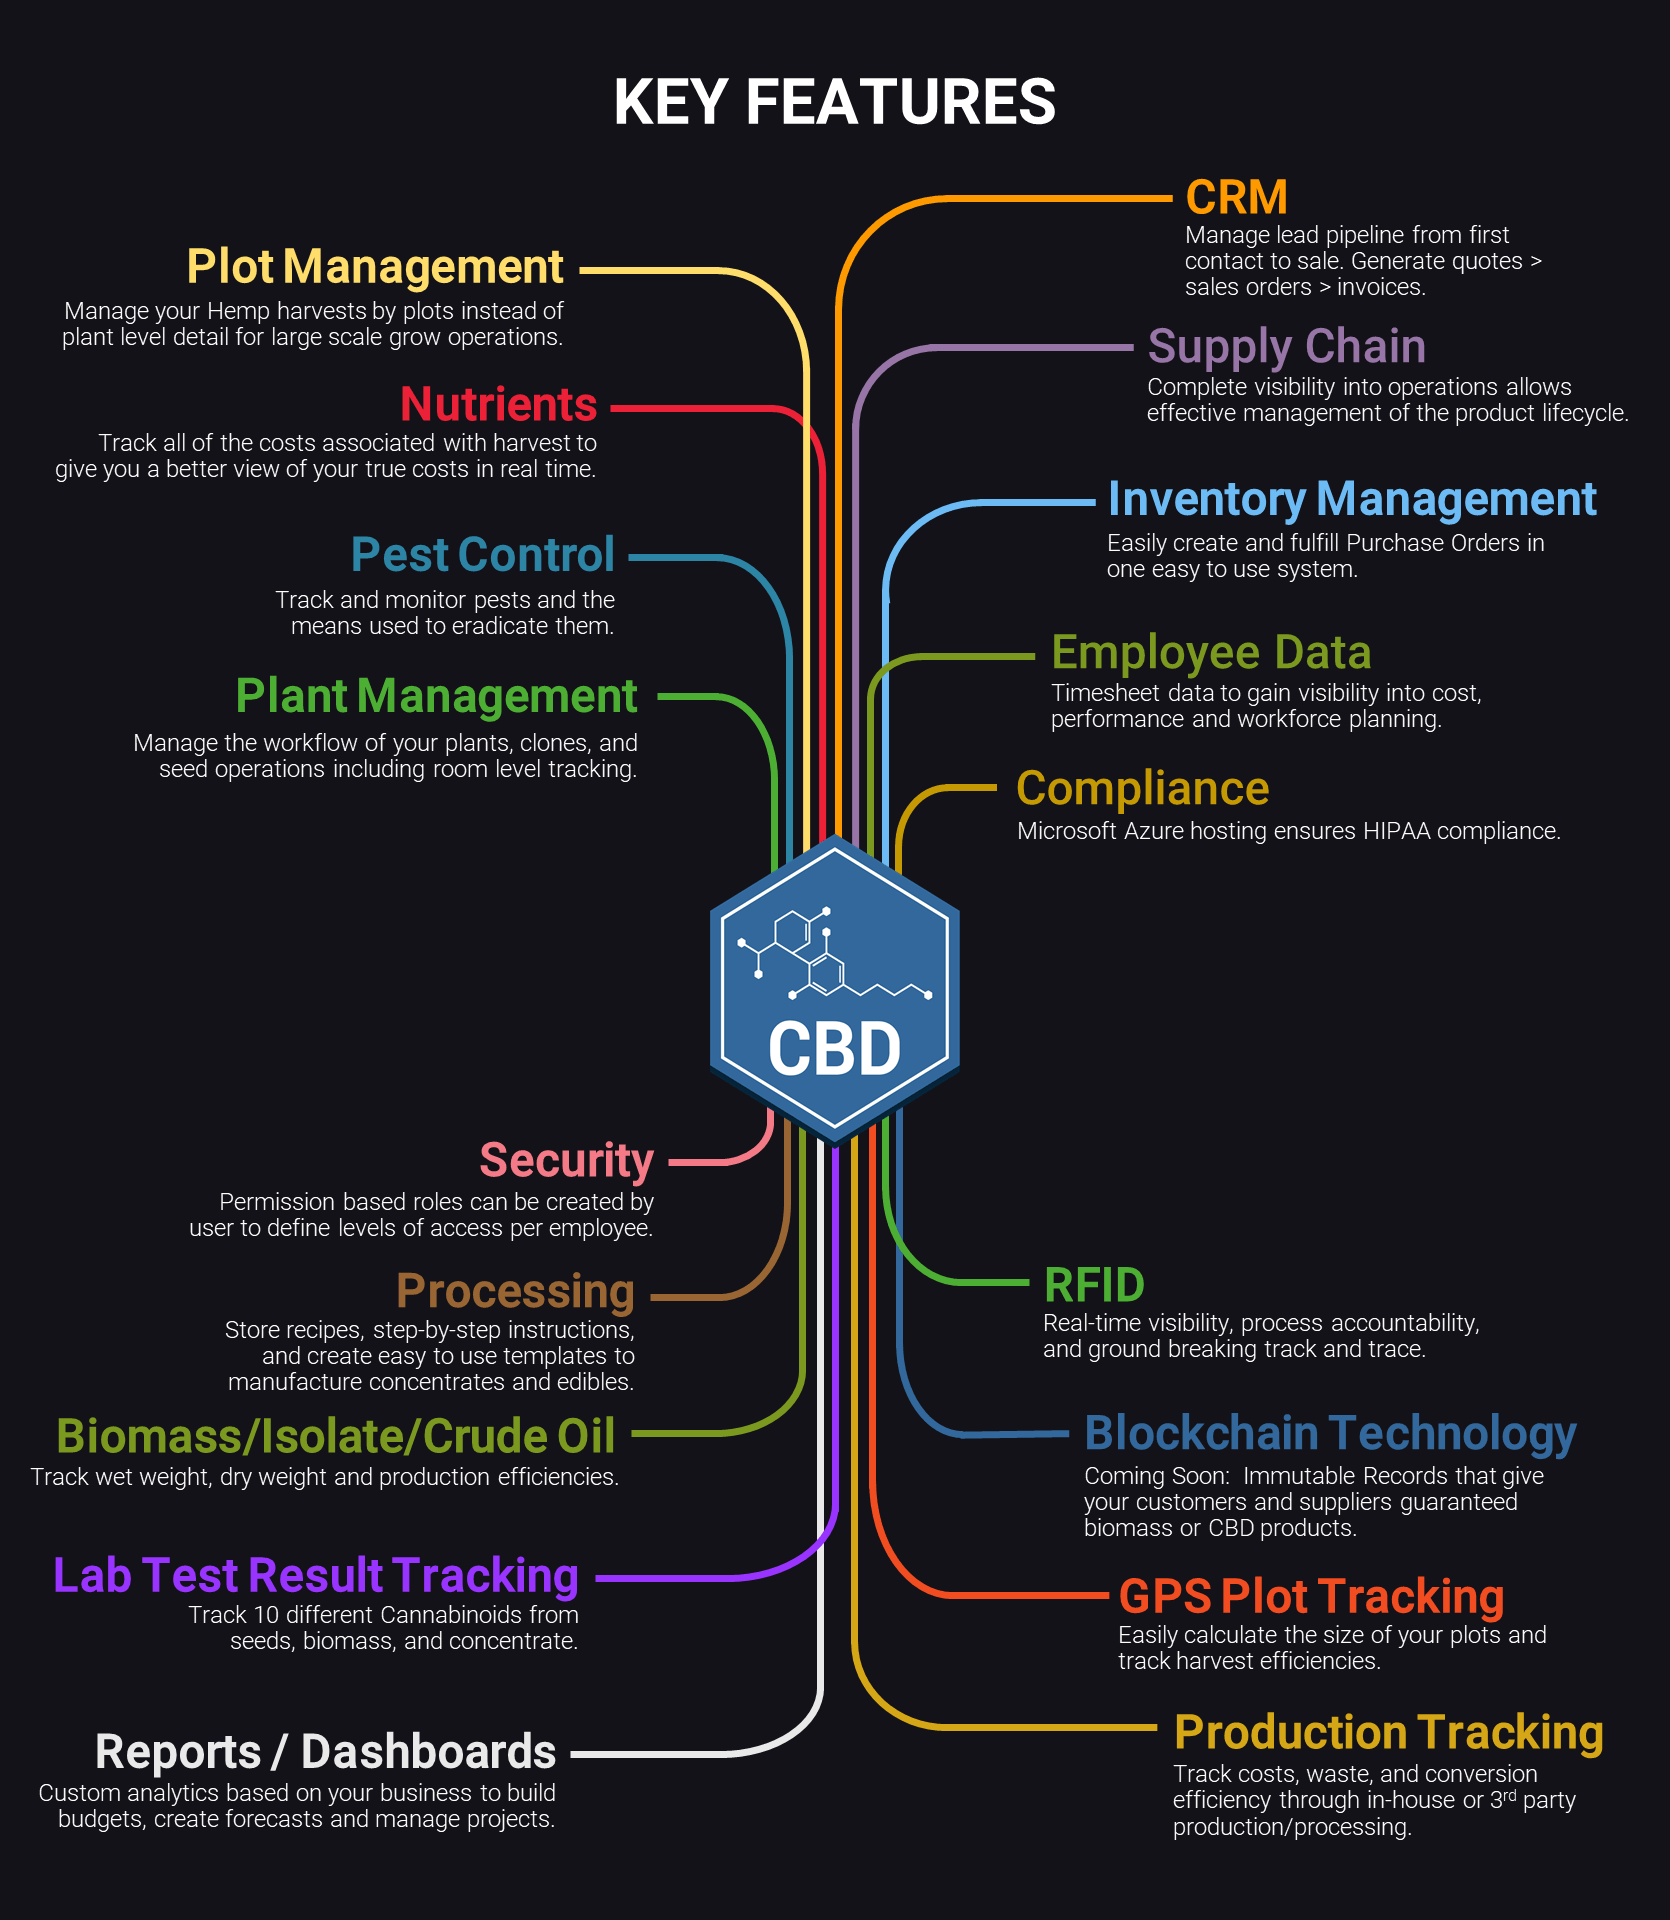 KEY FEATURES
CRM
Manage lead pipeline from first
contact to sale. Generate quotes >
sales orders > invoices.
Plot Management
Manage your Hemp harvests by plots instead of
plant level detail for large scale grow operations.
Supply Chain
Complete visibility into operations allows
effective management of the product lifecycle.
Nutrients
Track all of the costs associated with harvest to
give you a better view of your true costs in real time.
Inventory Management
Easily create and fulfill Purchase Orders in
one easy to use system.
Pest Control
Track and monitor pests and the
means used to eradicate them.
Employee Data
Timesheet data to gain visibility into cost,
performance and workforce planning.
Plant Management
Manage the workflow of your plants, clones, and
seed operations including room level tracking.
Compliance
Microsoft Azure hosting ensures HIPAA compliance.
CBD
Security
Permission based roles can be created by
user to define levels of access per employee.
RFID
Real-time visibility, process accountability,
and ground breaking track and trace.
Processing
Store recipes, step-by-step instructions,
and create easy to use templates to
manufacture concentrates and edibles.
Blockchain Technology
Coming Soon:  Immutable Records that give
your customers and suppliers guaranteed
biomass or CBD products.
Biomass/Isolate/Crude Oil
Track wet weight, dry weight and production efficiencies.
GPS Plot Tracking
Easily calculate the size of your plots and
track harvest efficiencies.
Lab Test Result Tracking
Track 10 different Cannabinoids from
seeds, biomass, and concentrate.
Production Tracking
Track costs, waste, and conversion
efficiency through in-house or 3rd party
production/processing.
Reports / Dashboards
Custom analytics based on your business to build
budgets, create forecasts and manage projects.